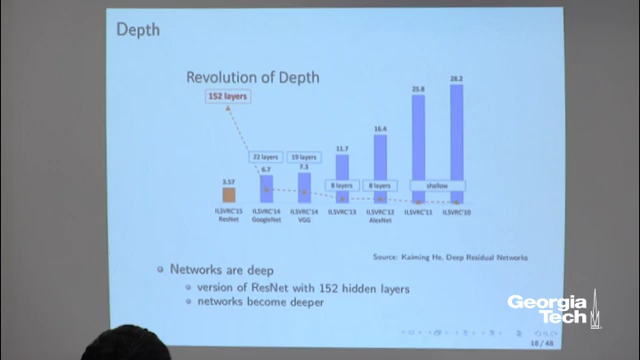 Depth
Revolution of Depth
28.2
25.8
152 layers
16.4
11.7
22 layers
19 layers
6.7
7.3
3.57
8 layers
8 layers
shallow
ILSVRC'15
ResNet
ILSVRC'14
GoogleNet
ILSVRC'14
VGG
ILSVRC'13
ILSVRC'12
AlexNet
ILSVRC'11
ILSVRC'10
Source: Kaiming He, Deep Residual Networks
Networks are deep
version of ResNet with 152 hidden layers
networks become deeper
Georgia
Tech
18 / 48